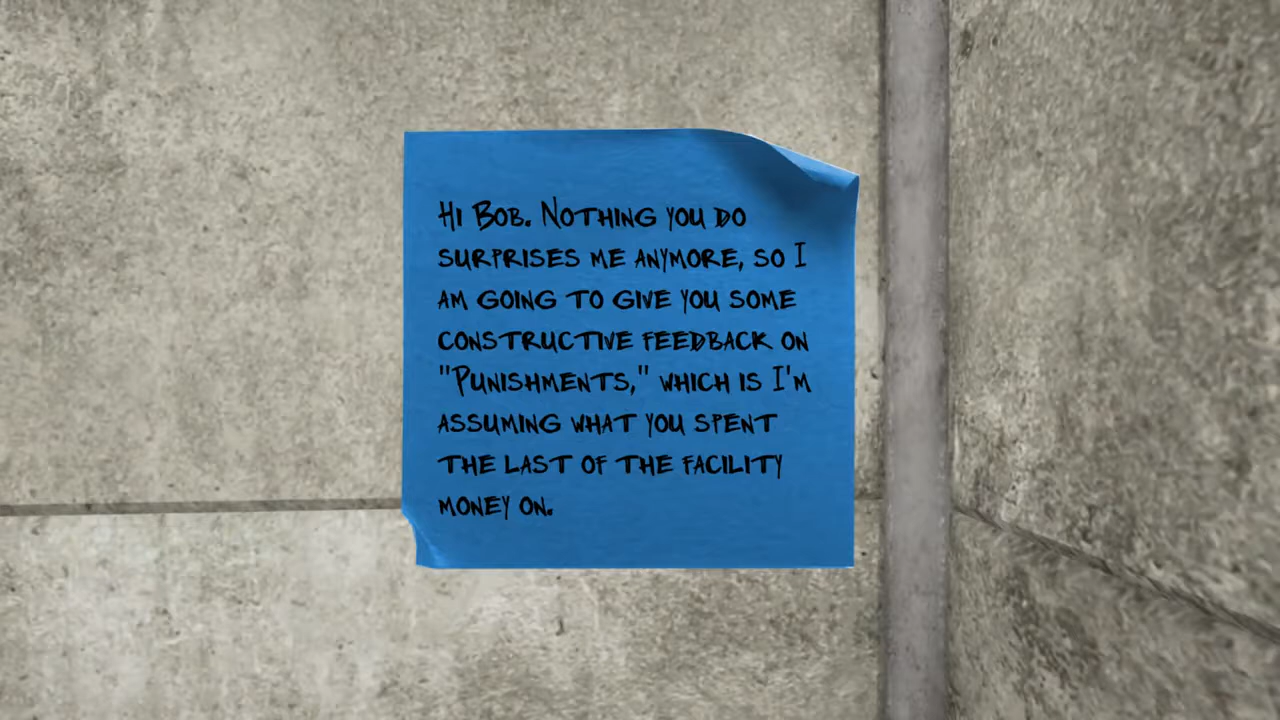 Hi Bob. Nothing you do
surprises me anymore, so I
am going to give you some
constructive feedback on
"Punishments," which is I'm
assuming what you spent
the last of the facility
money on.